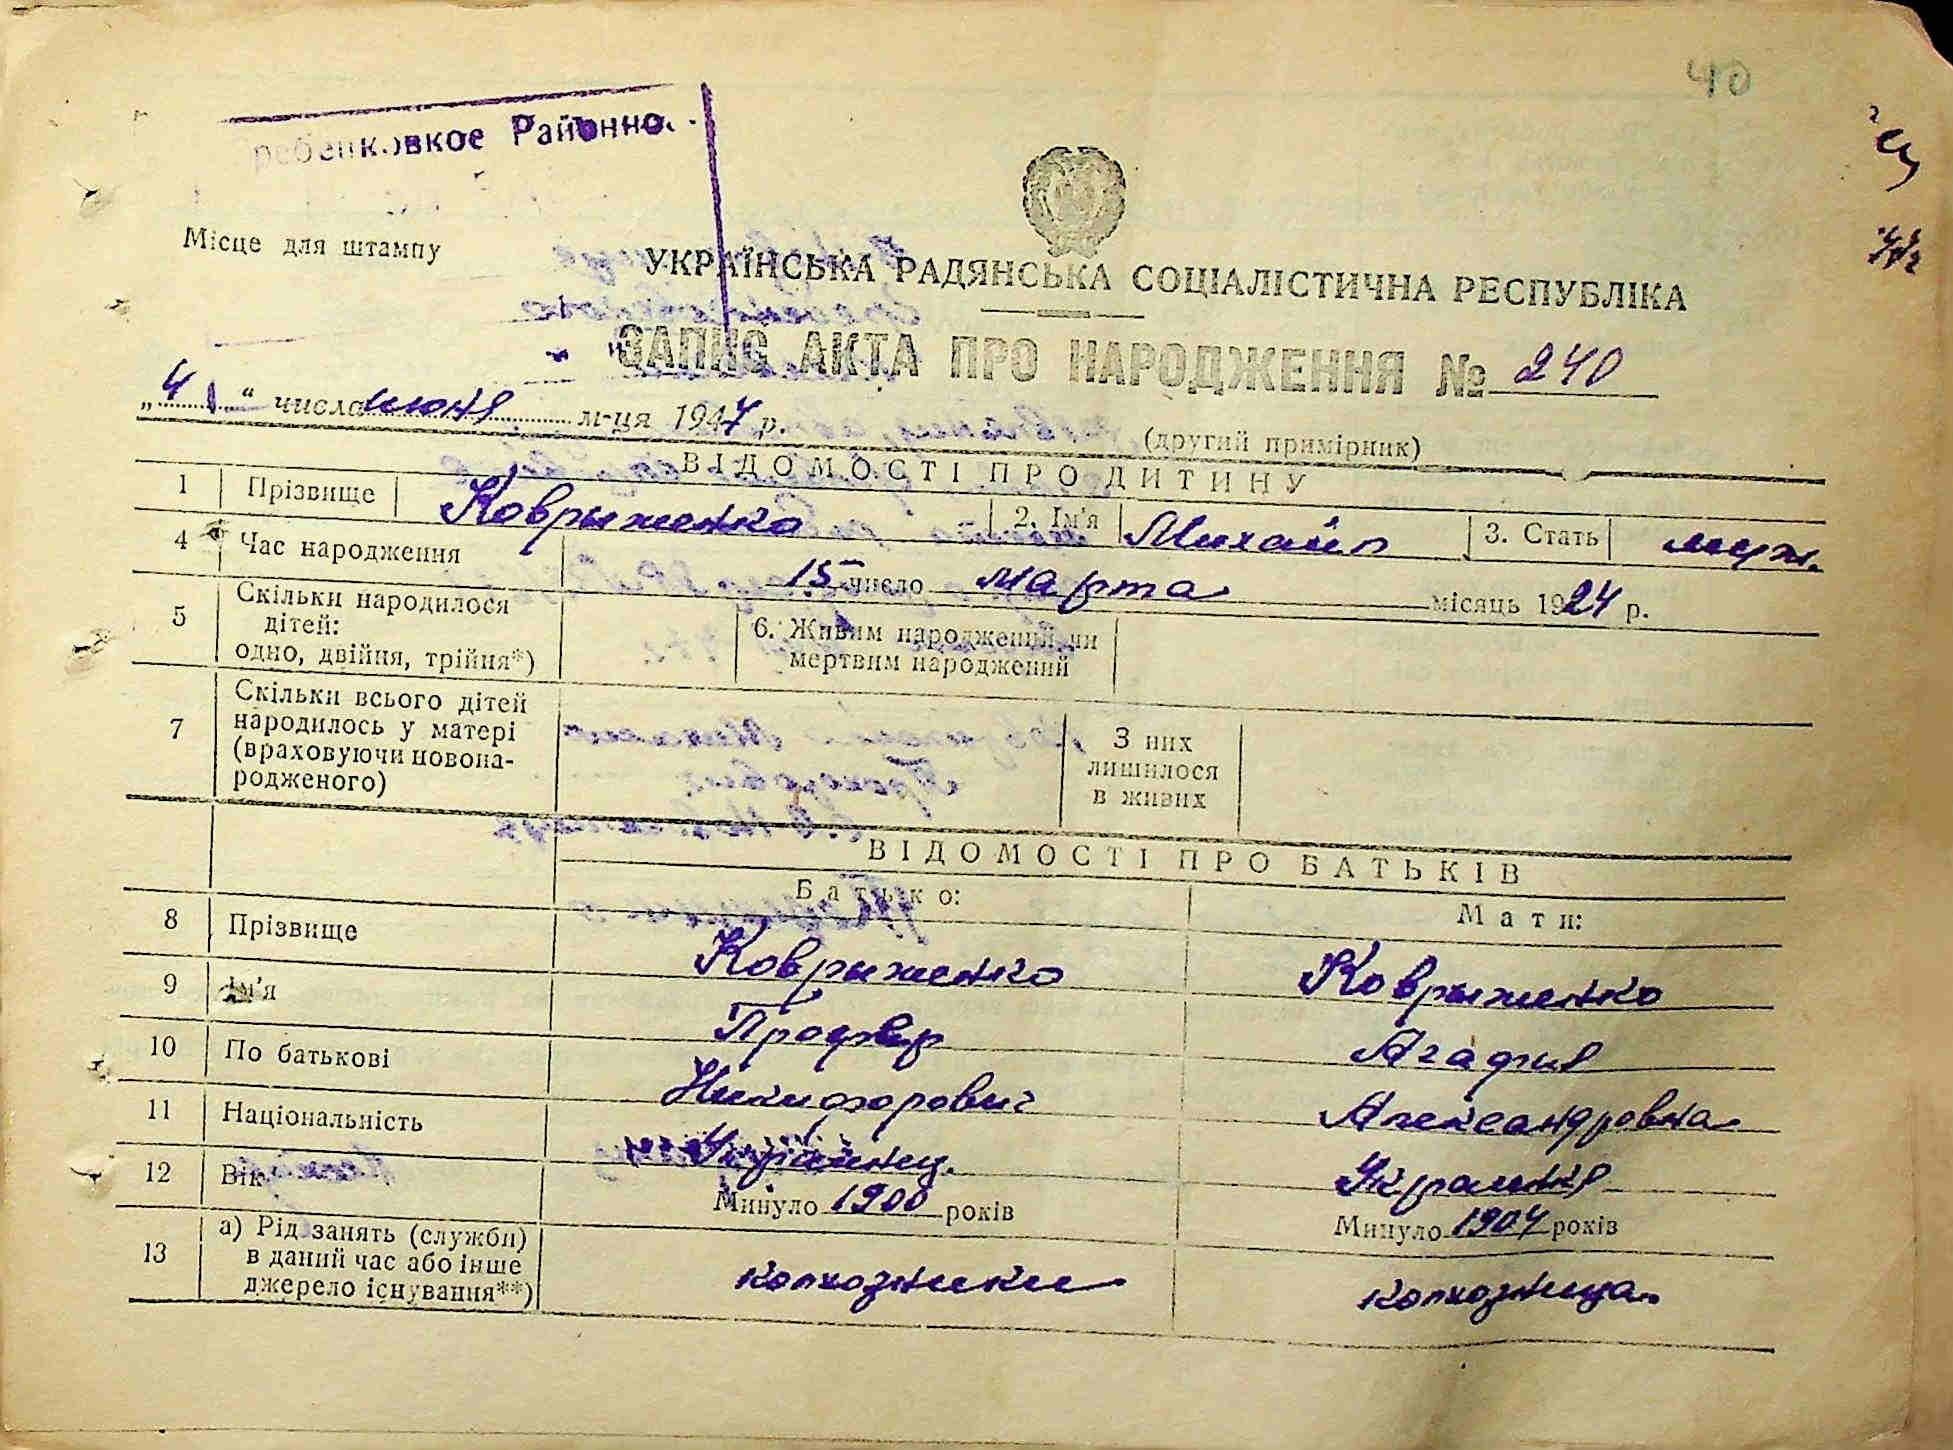 40
ребенковкое Районно
Місце для штампу
УКРАЇНСЬКА РАДЯНСЬКА СОЦІАЛІСТИЧНА РЕСПУБЛІКА
ЗАПИС АКТА ПРО НАРОДЖЕННЯ № 240
„4“ числа июня м-ця 1947 р.
(другий примірник)
ВІДОМОСТІ ПРО ДИТИНУ
1 Прізвище Коврыженко 2. Ім'я Михаил 3. Стать муж.
4 Час народження 15 число марта місяць 1924 р.
5 Скільки народилося дітей: одно, двійня, трійня*) 6. Живим народжений чи мертвим народжений
7 Скільки всього дітей народилось у матері (враховуючи новонародженого) З них лишилося в живих
ВІДОМОСТІ ПРО БАТЬКІВ
Батько: Мати:
8 Прізвище Коврыженко Коврыженко
9 Ім'я Профер Агафия
10 По батькові Никифорович Александровна
11 Національність Украинец. Украинка
12 Вік Минуло 1900 років Минуло 1904 років
13 а) Рід занять (служби) в даний час або інше джерело існування**) колхозники колхозница